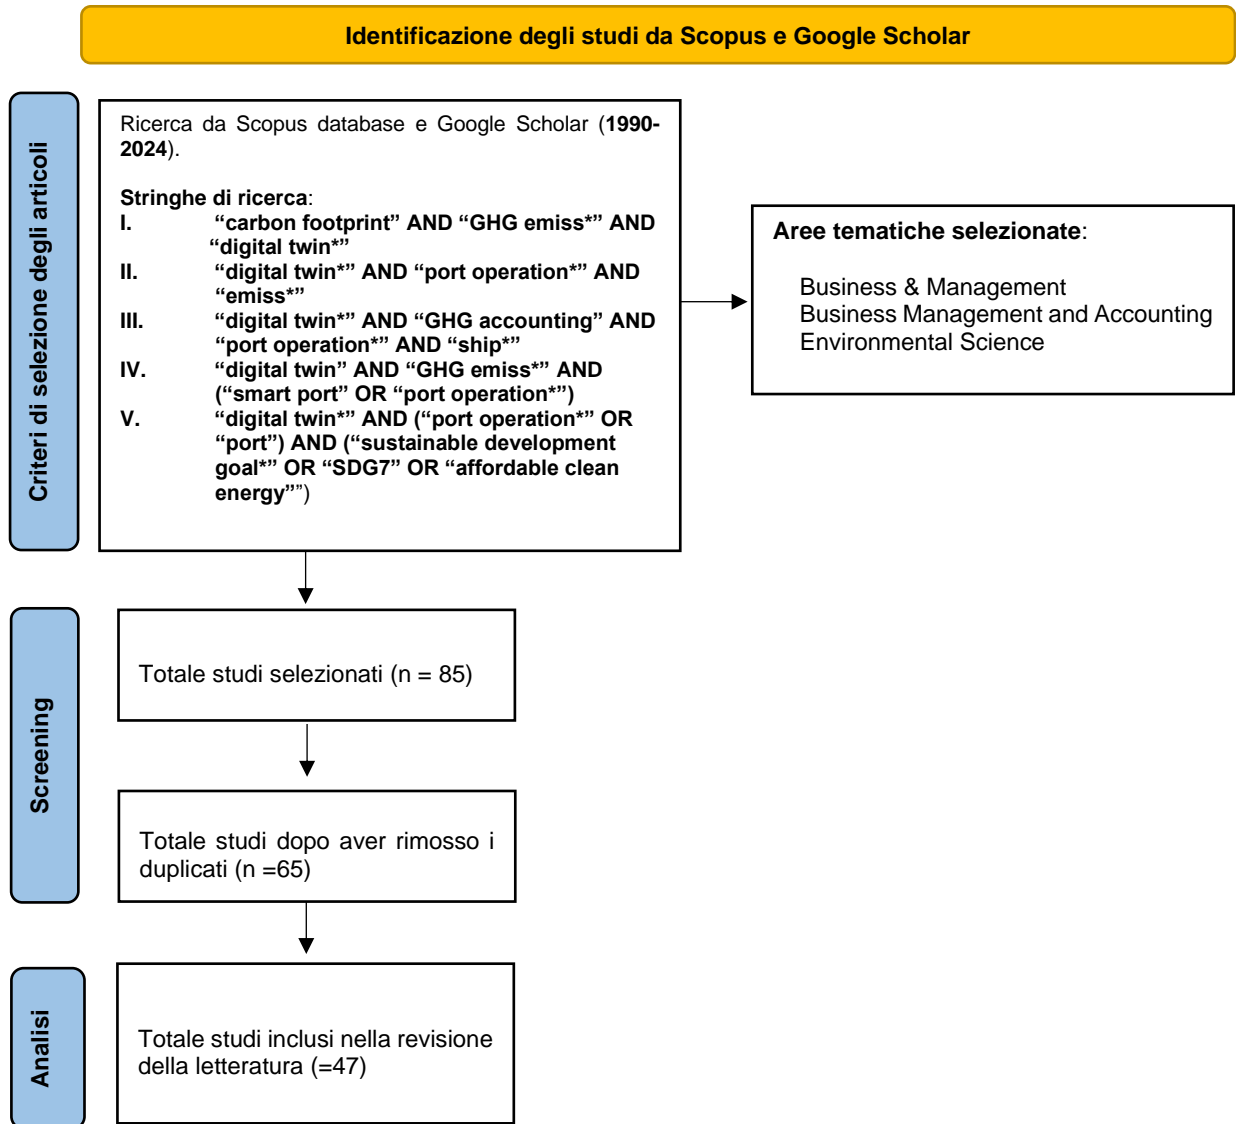 Identificazione degli studi da Scopus e Google Scholar
Criteri di selezione degli articoli
Ricerca da Scopus database e Google Scholar (1990-
2024).
Stringhe di ricerca:
I. “carbon footprint” AND “GHG emiss*” AND
“digital twin*”
II. “digital twin*” AND “port operation*” AND
“emiss*”
III. “digital twin*” AND “GHG accounting” AND
“port operation*” AND “ship*”
IV. “digital twin” AND “GHG emiss*” AND
(“smart port” OR “port operation*”)
V. “digital twin*” AND (“port operation*” OR
“port”) AND (“sustainable development
goal*” OR “SDG7” OR “affordable clean
energy””)
Aree tematiche selezionate:
Business & Management
Business Management and Accounting
Environmental Science
Screening
Totale studi selezionati (n = 85)
Totale studi dopo aver rimosso i
duplicati (n =65)
Analisi
Totale studi inclusi nella revisione
della letteratura (=47)